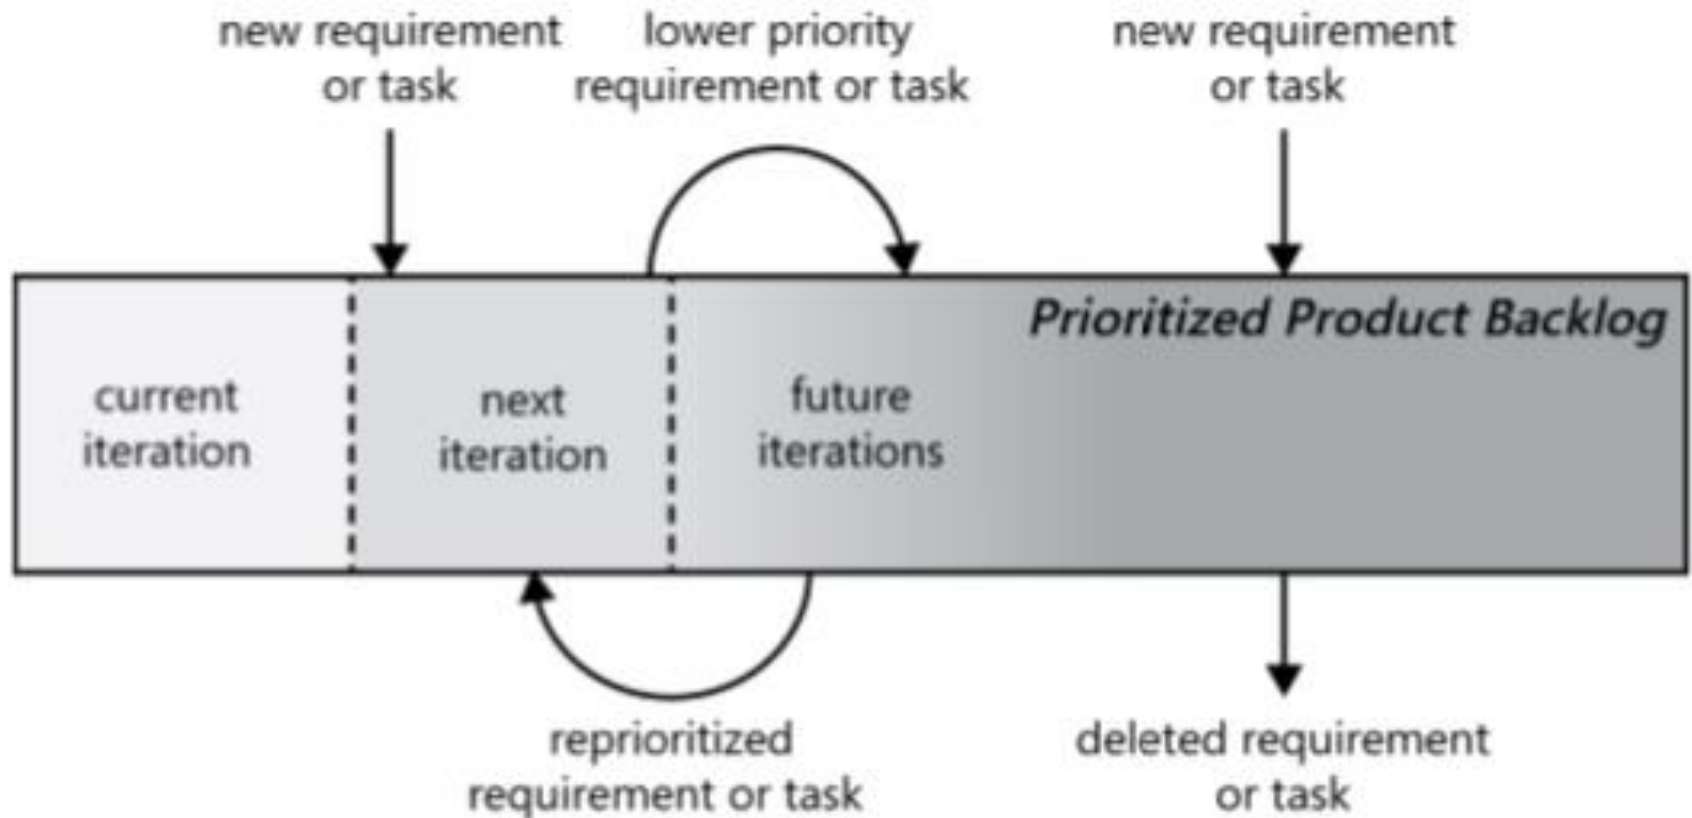 new requirement
or task
lower priority
requirement or task
new requirement
or task
Prioritized Product Backlog
current
iteration
next
iteration
future
iterations
reprioritized
requirement or task
deleted requirement
or task